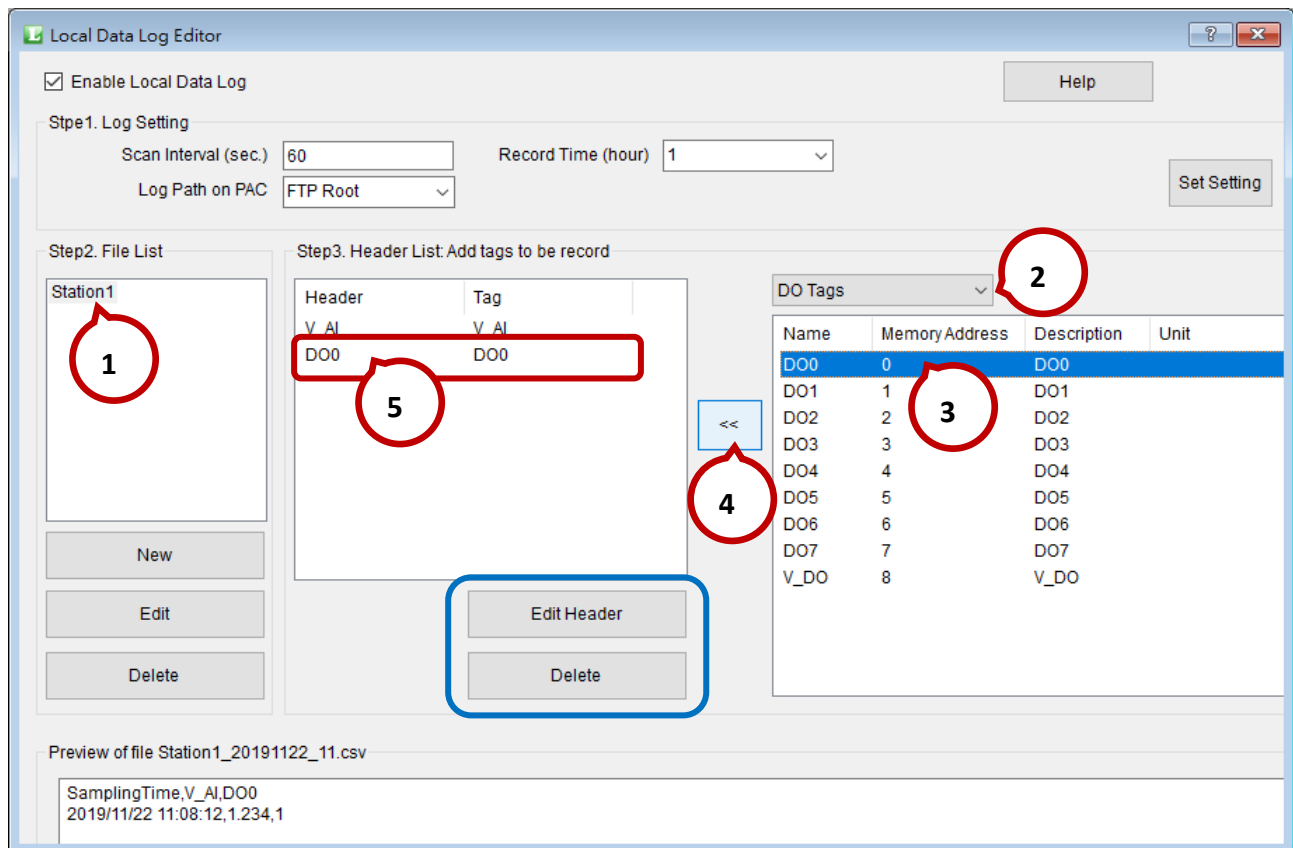 Local Data Log Editor
?
Enable Local Data Log
Help
Stpe1. Log Setting
Scan Interval (sec.) 60 Record Time (hour) 1
Log Path on PAC FTP Root
Set Setting
Step2. File List
Station1
1
New
Edit
Delete
Step3. Header List: Add tags to be record
Header Tag
V_AI V_AI
DO0 DO0
5
<<
4
Edit Header
Delete
DO Tags
2
Name Memory Address Description Unit
DO0 0 DO0
DO1 1 DO1
DO2 2 DO2
DO3 3 DO3
DO4 4 DO4
DO5 5 DO5
DO6 6 DO6
DO7 7 DO7
V_DO 8 V_DO
3
Preview of file Station1_20191122_11.csv
SamplingTime,V_AI,DO0
2019/11/22 11:08:12,1.234,1